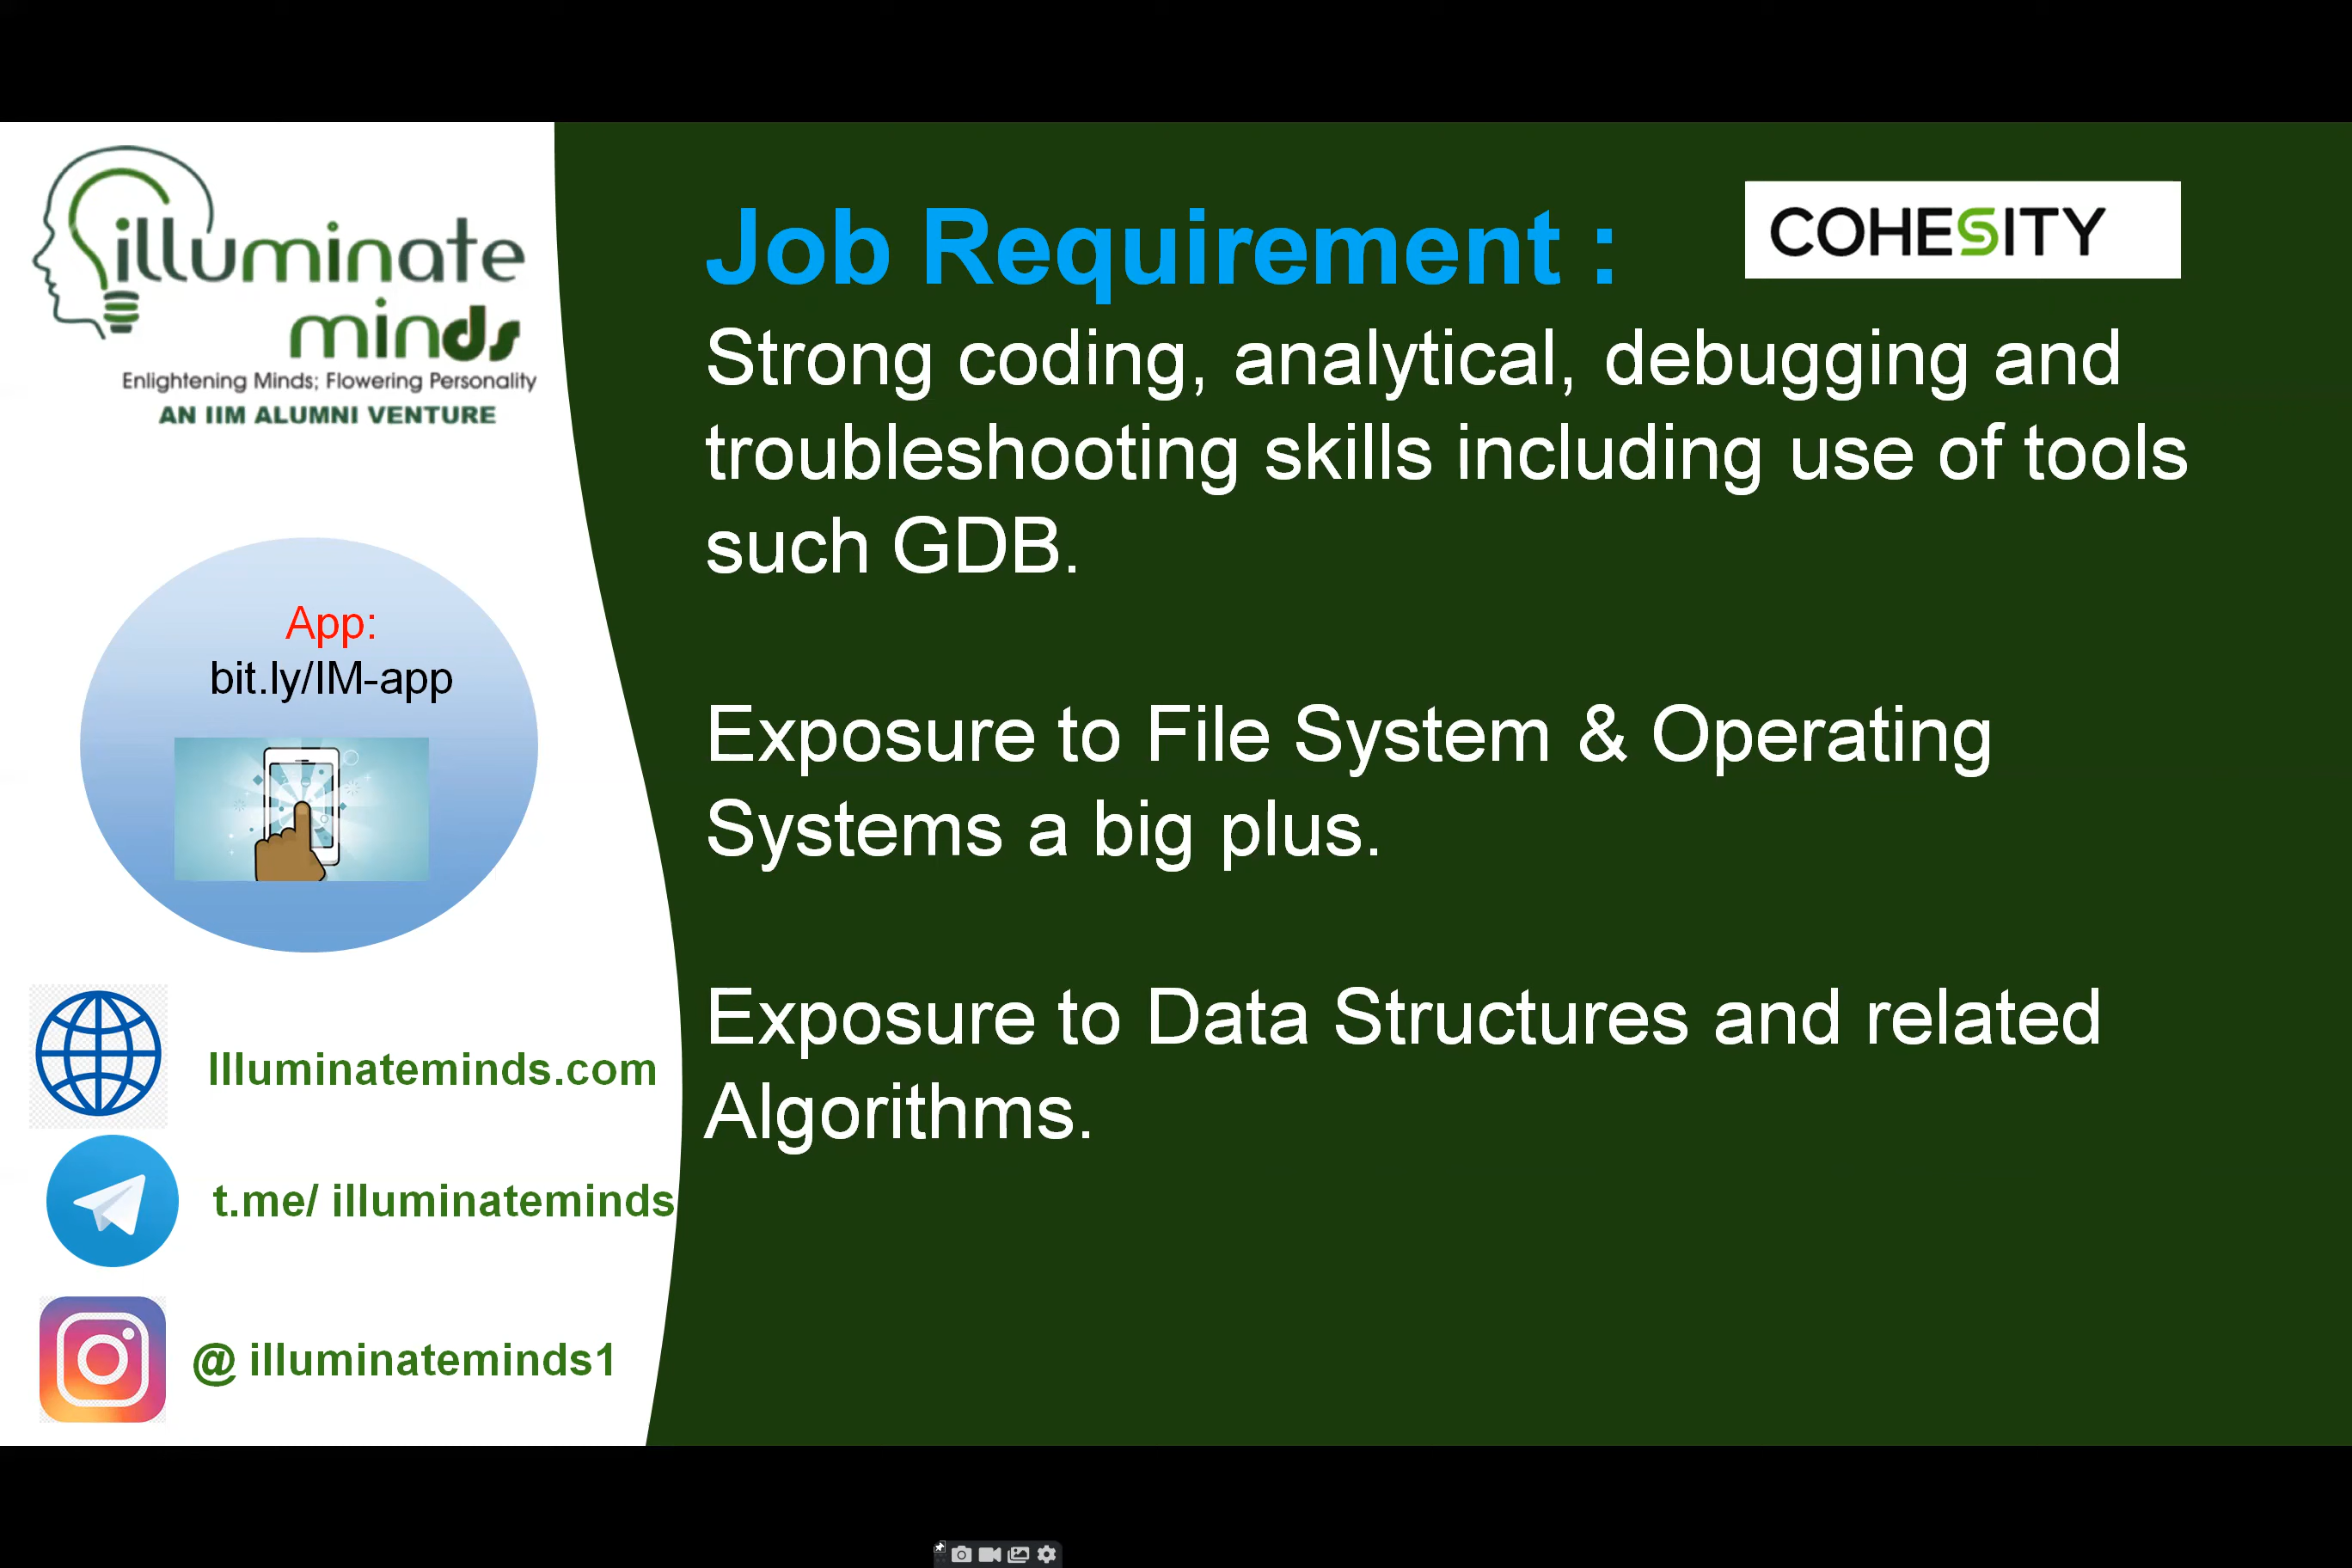 illuminate
minds
Enlightening Minds; Flowering Personality
AN IIM ALUMNI VENTURE
App:
bit.ly/IM-app
Illuminateminds.com
t.me/ illuminateminds
@ illuminateminds1
Job Requirement :
COHESITY
Strong coding, analytical, debugging and
troubleshooting skills including use of tools
such GDB.
Exposure to File System & Operating
Systems a big plus.
Exposure to Data Structures and related
Algorithms.